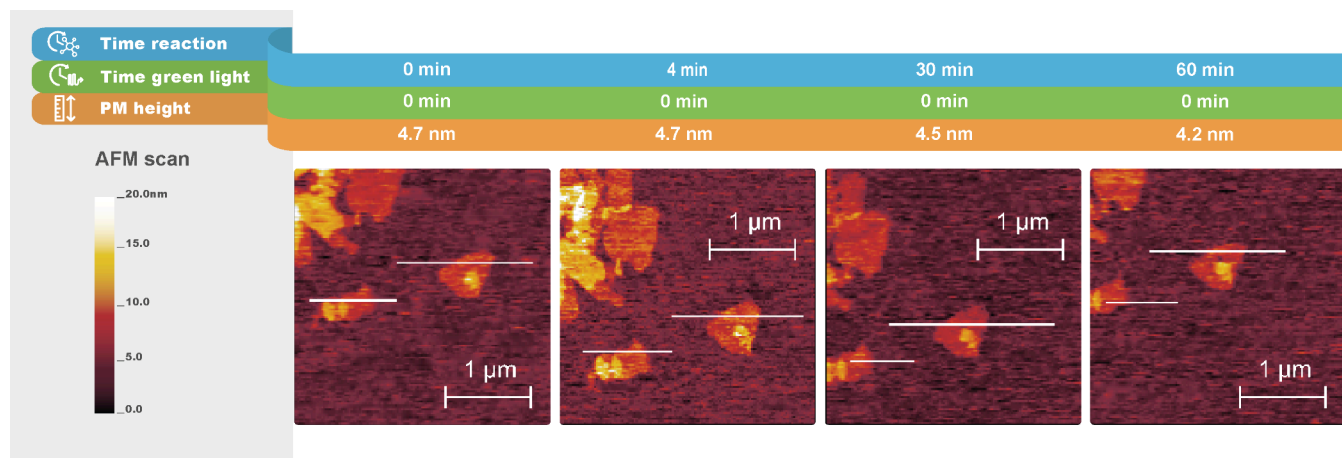 Time reaction
0 min 4 min 30 min 60 min
Time green light
0 min 0 min 0 min 0 min
PM height
4.7 nm 4.7 nm 4.5 nm 4.2 nm
AFM scan
20.0nm
15.0
10.0
5.0
0.0
1 μm
1 μm
1 μm
1 μm